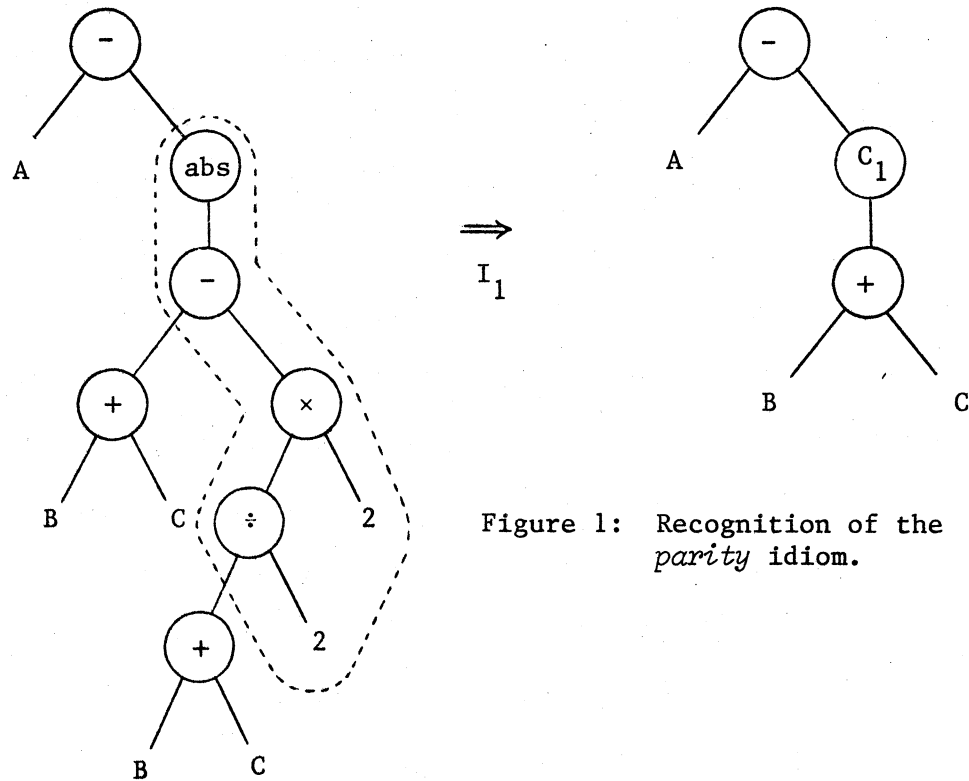 - -
A abs A C1
⇒
- I1 +
+ × B C
B C ÷ 2
Figure 1: Recognition of the
parity idiom.
+ 2
B C